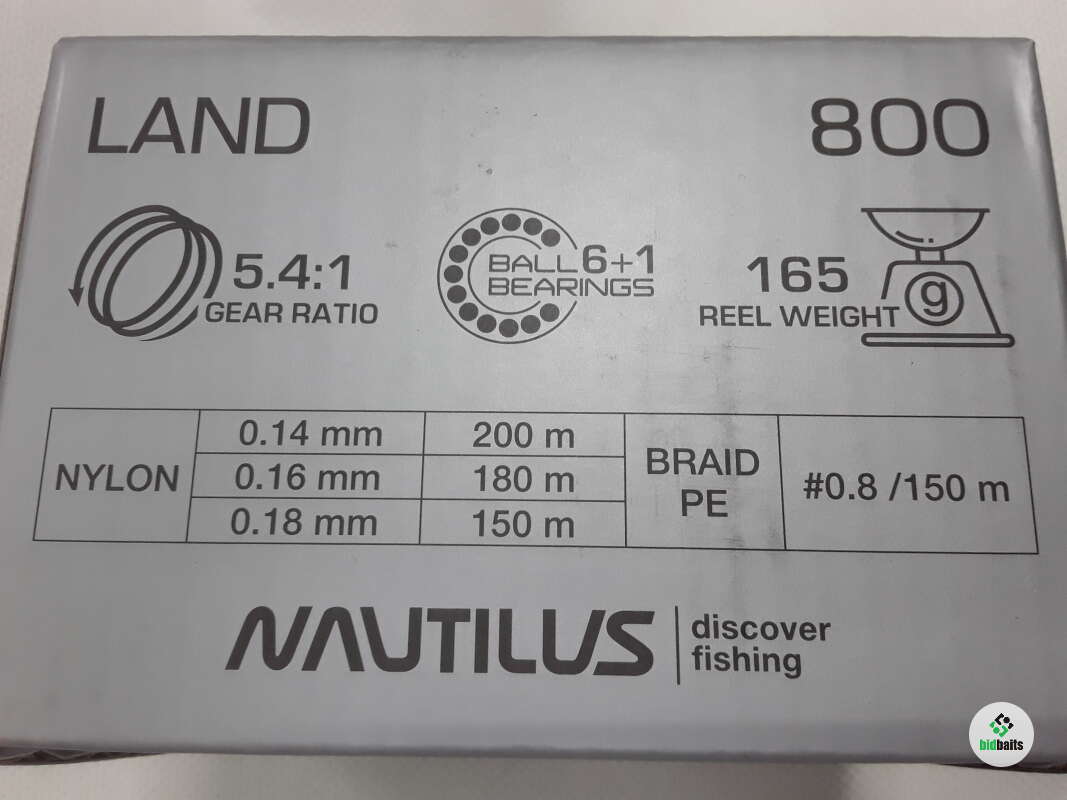 LAND 800
5.4:1
GEAR RATIO
BALL 6+1
BEARINGS
165
REEL WEIGHT
g
NYLON
0.14 mm 200 m
0.16 mm 180 m
0.18 mm 150 m
BRAID
PE
#0.8 /150 m
NAUTILUS
discover
fishing
bidbaits